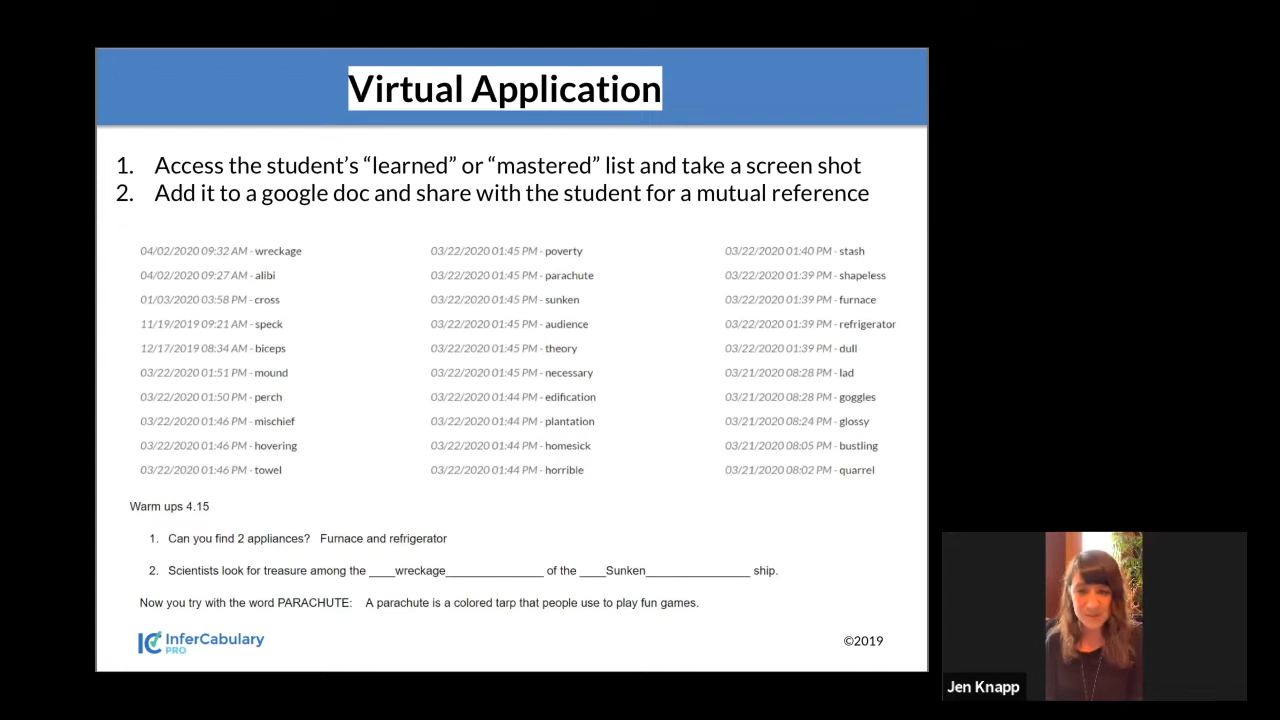 Virtual Application
1. Access the student’s “learned” or “mastered” list and take a screen shot
2. Add it to a google doc and share with the student for a mutual reference
04/02/2020 09:32 AM - wreckage
04/02/2020 09:27 AM - alibi
01/03/2020 03:58 PM - cross
11/19/2019 09:21 AM - speck
12/17/2019 08:34 AM - biceps
03/22/2020 01:51 PM - mound
03/22/2020 01:50 PM - perch
03/22/2020 01:46 PM - mischief
03/22/2020 01:46 PM - hovering
03/22/2020 01:46 PM - towel
03/22/2020 01:45 PM - poverty
03/22/2020 01:45 PM - parachute
03/22/2020 01:45 PM - sunken
03/22/2020 01:45 PM - audience
03/22/2020 01:45 PM - theory
03/22/2020 01:45 PM - necessary
03/22/2020 01:44 PM - edification
03/22/2020 01:44 PM - plantation
03/22/2020 01:44 PM - homesick
03/22/2020 01:44 PM - horrible
03/22/2020 01:40 PM - stash
03/22/2020 01:39 PM - shapeless
03/22/2020 01:39 PM - furnace
03/22/2020 01:39 PM - refrigerator
03/22/2020 01:39 PM - dull
03/21/2020 08:28 PM - lad
03/21/2020 08:28 PM - goggles
03/21/2020 08:24 PM - glossy
03/21/2020 08:05 PM - bustling
03/21/2020 08:02 PM - quarrel
Warm ups 4.15
1. Can you find 2 appliances? Furnace and refrigerator
2. Scientists look for treasure among the ____wreckage_______________ of the ____Sunken________________ ship.
Now you try with the word PARACHUTE: A parachute is a colored tarp that people use to play fun games.
IC InferCabulary
PRO
©2019
Jen Knapp